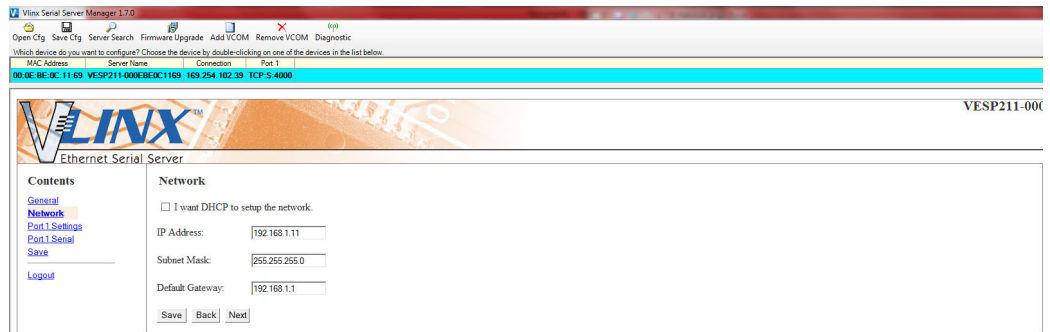 Vlinx Serial Server Manager 1.7.0
Open Cfg Save Cfg Server Search Firmware Upgrade Add VCOM Remove VCOM Diagnostic
Which device do you want to configure? Choose the device by double-clicking on one of the devices in the list below.
MAC Address Server Name Connection Port 1
00:0E:BE:0C:11:69 VESP211-000EBE0C1169 169.254.102.39 TCP:S:4000
VESP211-000
VLINX TM
Ethernet Serial Server
Contents
General
Network
Port 1 Settings
Port 1 Serial
Save
Logout
Network
I want DHCP to setup the network.
IP Address: 192.168.1.11
Subnet Mask: 255.255.255.0
Default Gateway: 192.168.1.1
Save Back Next